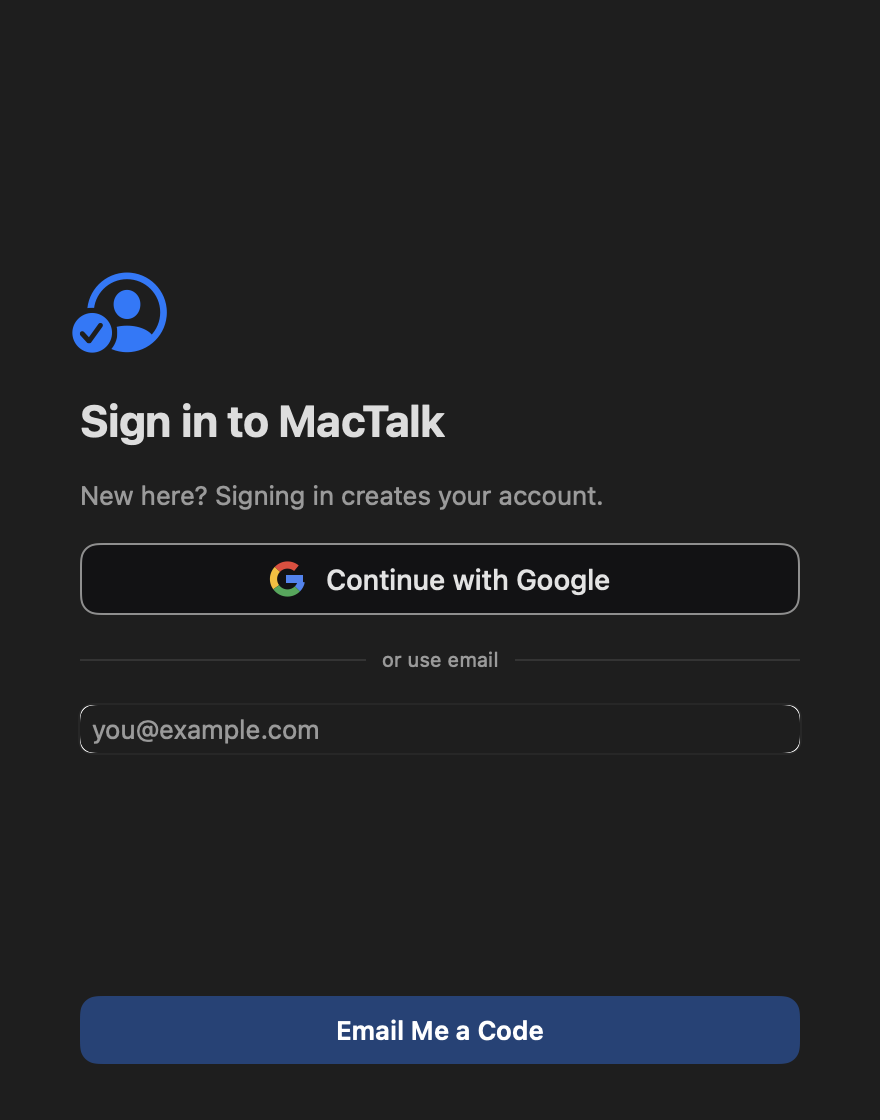 Sign in to MacTalk
New here? Signing in creates your account.
Continue with Google
or use email
you@example.com
Email Me a Code